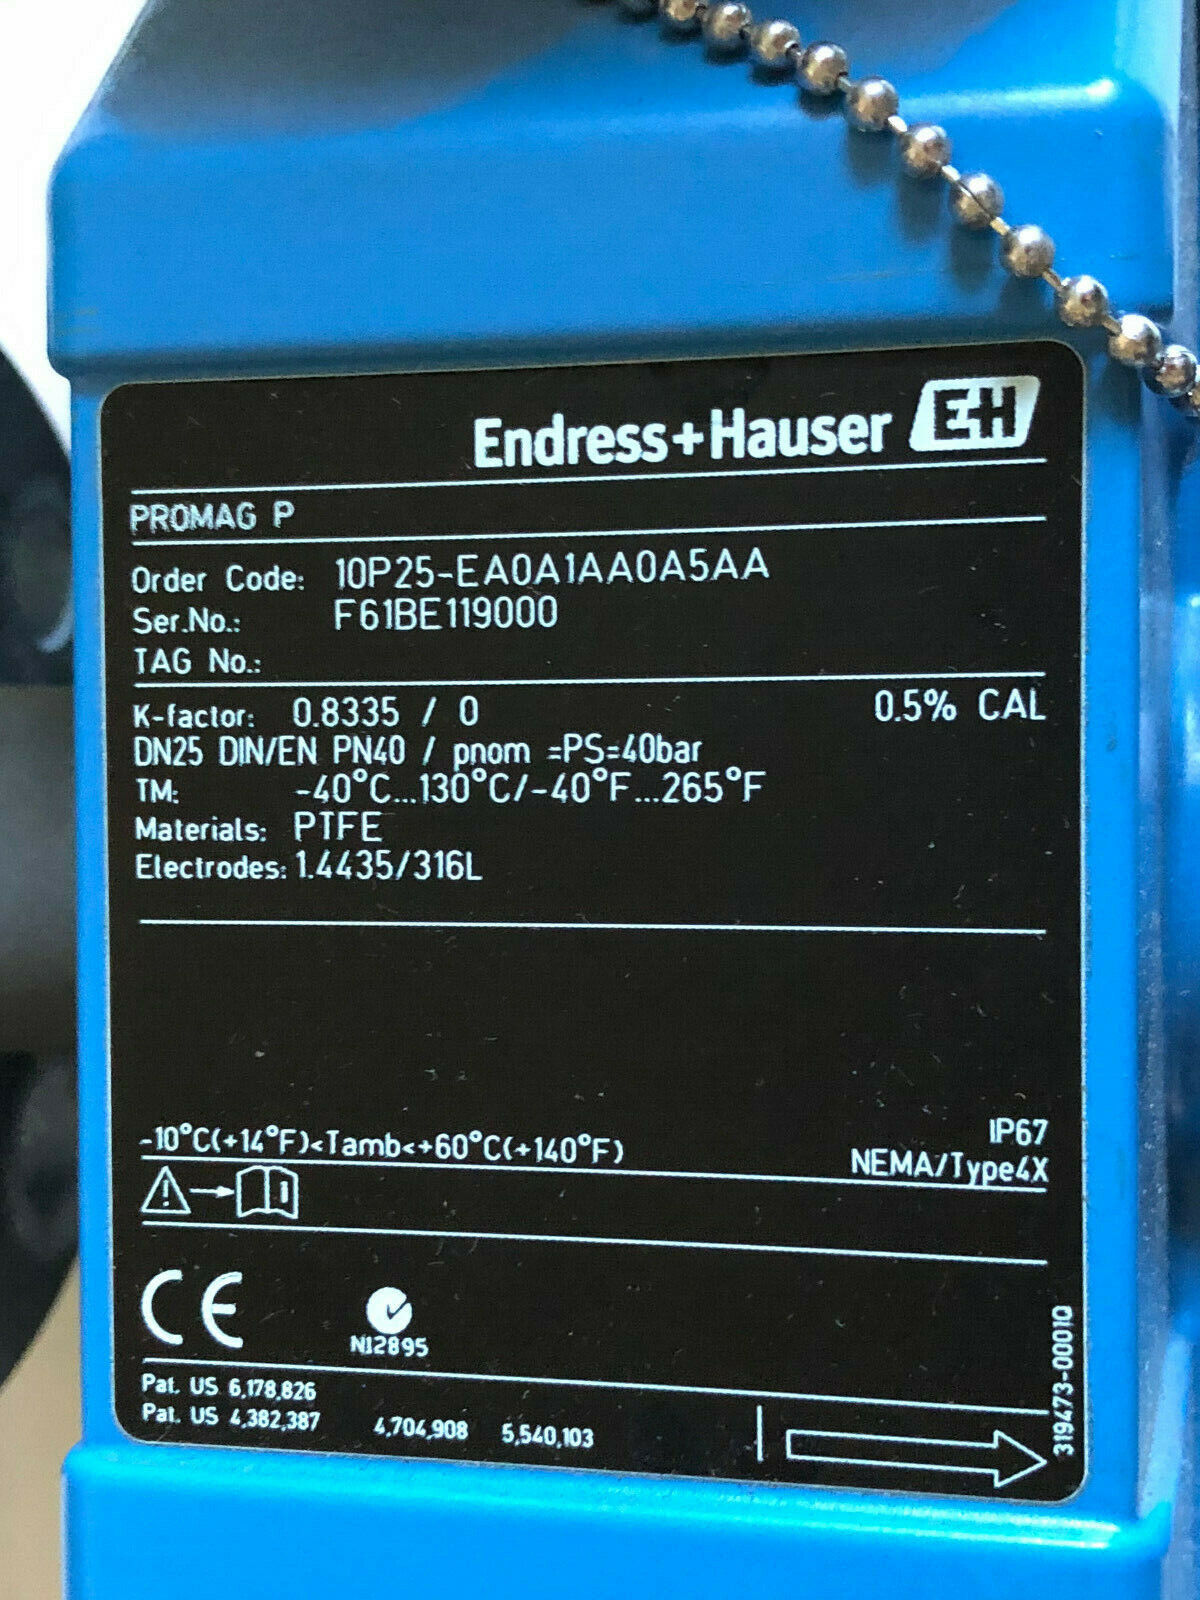 Endress+Hauser EH
PROMAG P
Order Code: 10P25-EA0A1AA0A5AA
Ser.No.: F61BE119000
TAG No.:
K-factor: 0.8335 / 0 0.5% CAL
DN25 DIN/EN PN40 / pnom =PS=40bar
TM: -40°C...130°C/-40°F...265°F
Materials: PTFE
Electrodes: 1.4435/316L
-10°C(+14°F)<Tamb<+60°C(+140°F)
IP67
NEMA/Type4X
CE
N12895
Pat. US 6,178,826
Pat. US 4,382,387 4,704,908 5,540,103
319473-00010